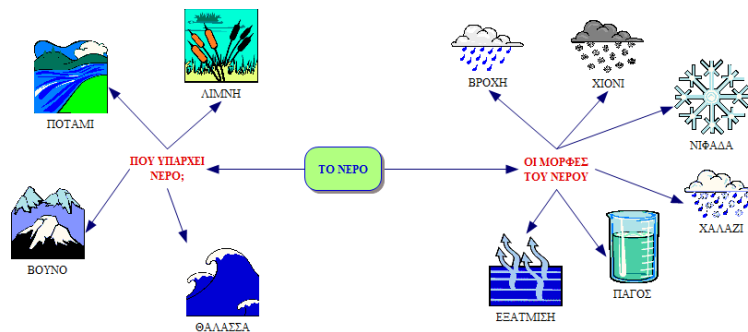 ΠΟΤΑΜΙ
ΛΙΜΝΗ
ΠΟΥ ΥΠΑΡΧΕΙ
ΝΕΡΟ;
ΒΟΥΝΟ
ΘΑΛΑΣΣΑ
ΤΟ ΝΕΡΟ
ΒΡΟΧΗ
ΧΙΟΝΙ
ΝΙΦΑΔΑ
ΟΙ ΜΟΡΦΕΣ
ΤΟΥ ΝΕΡΟΥ
ΧΑΛΑΖΙ
ΠΑΓΟΣ
ΕΞΑΤΜΙΣΗ